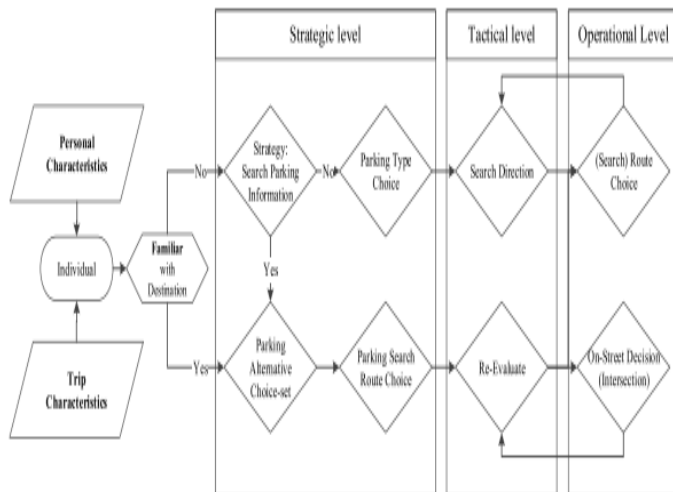 Strategic level
Tactical level
Operational Level
Personal
Characteristics
Individual
Trip
Characteristics
Familiar
with
Destination
No
Yes
Strategy:
Search Parking
Information
No
Parking Type
Choice
Search Direction
(Search) Route
Choice
Yes
Parking
Alternative
Choice-set
Parking Search
Route Choice
Re-Evaluate
On-Street Decision
(Intersection)